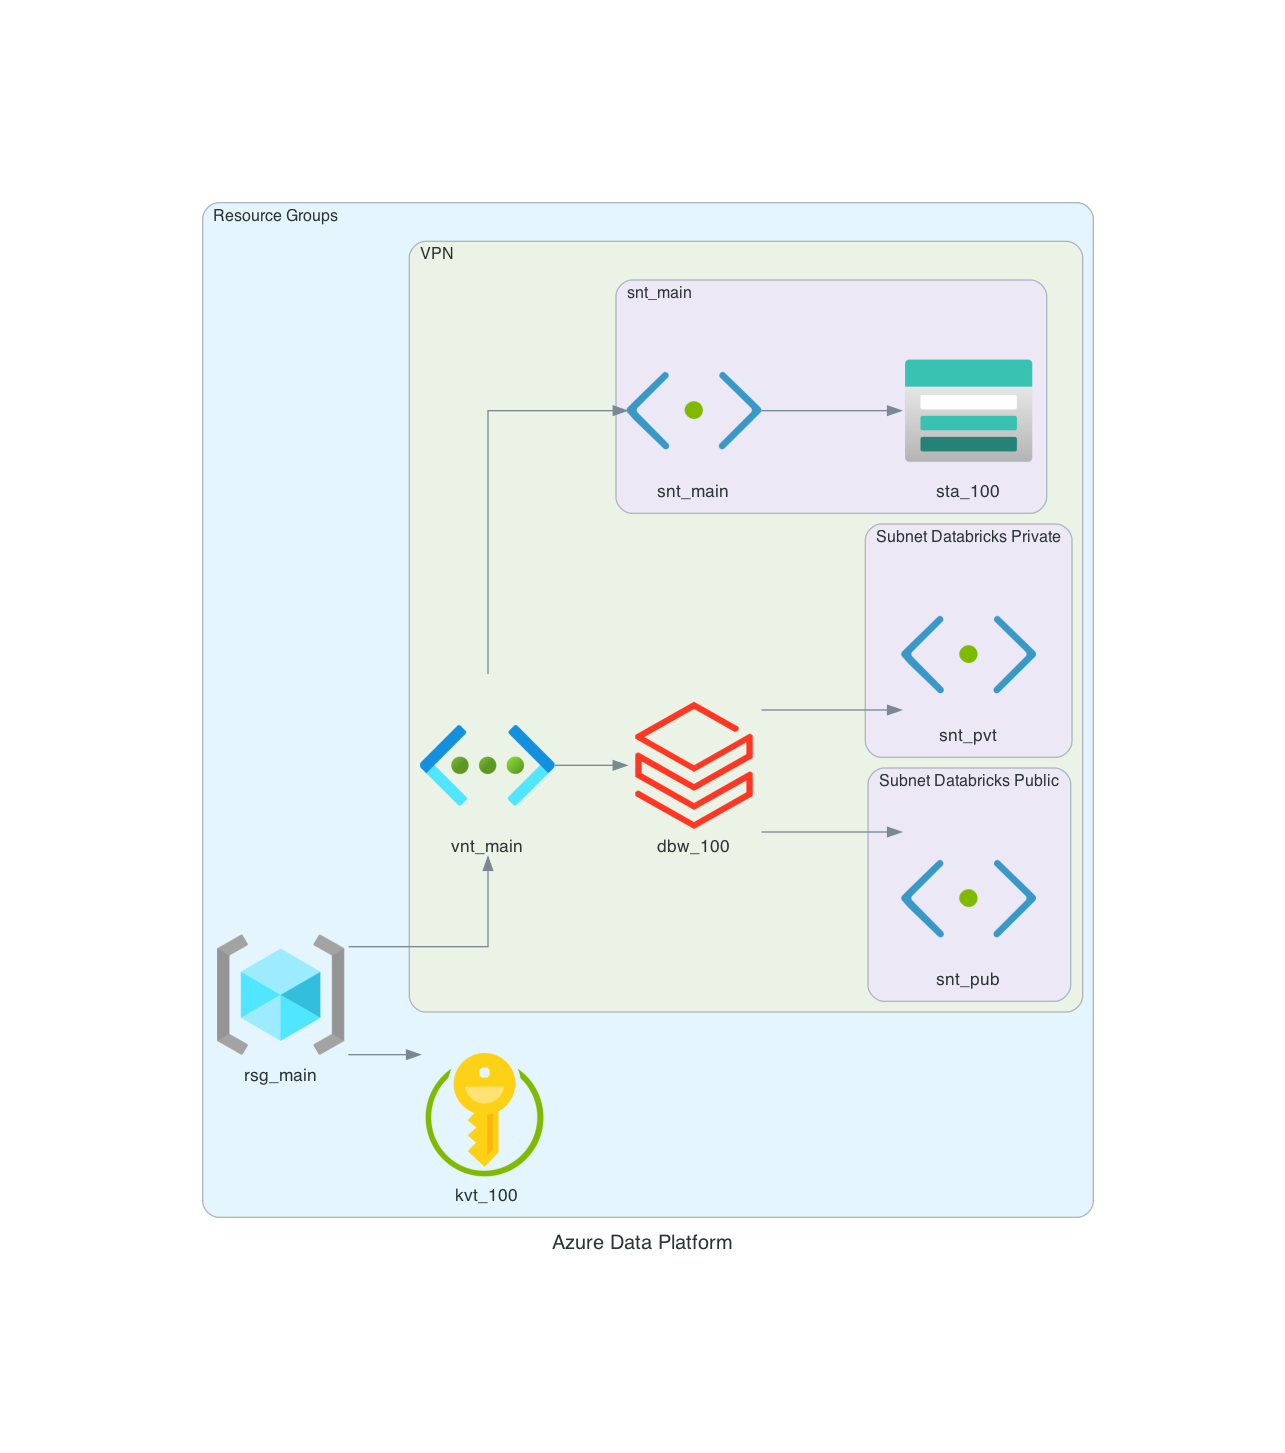 Resource Groups
VPN
snt_main
snt_main
sta_100
Subnet Databricks Private
snt_pvt
Subnet Databricks Public
vnt_main
dbw_100
snt_pub
rsg_main
kvt_100
Azure Data Platform